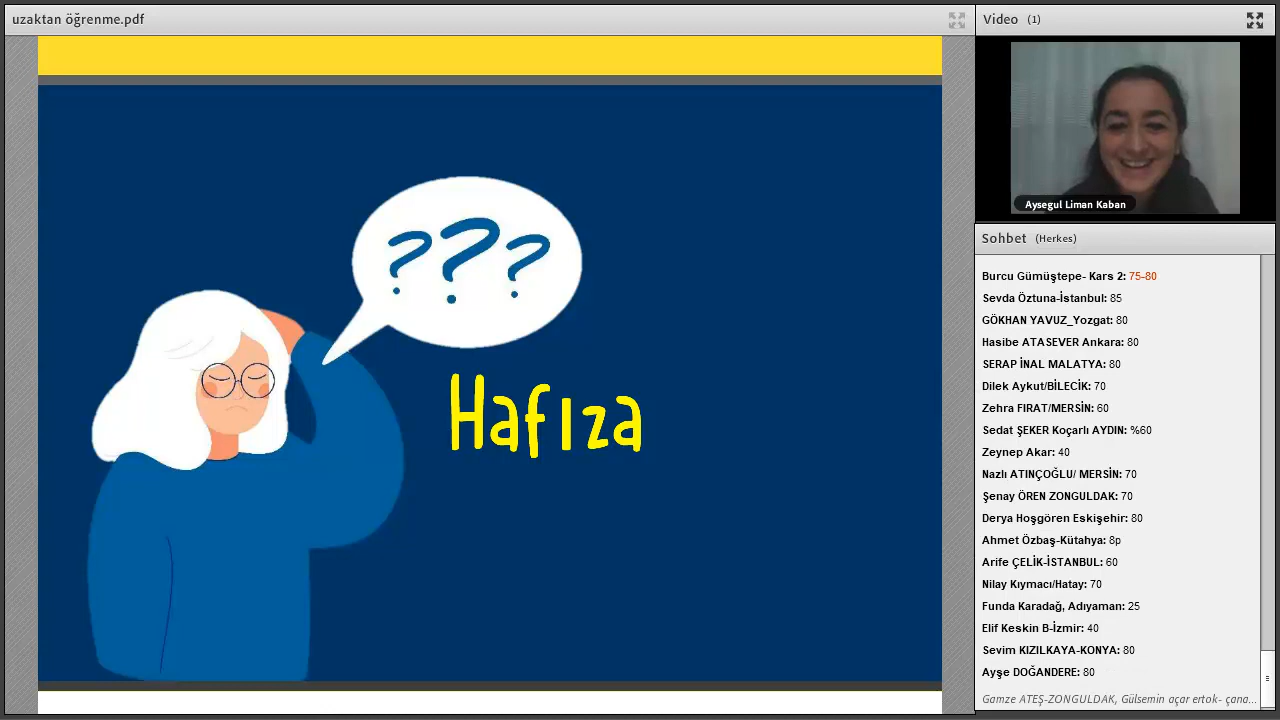 uzaktan öğrenme.pdf
???
Hafıza
Video (1)
Aysegul Liman Kaban
Sohbet (Herkes)
Burcu Gümüştepe- Kars 2: 75-80
Sevda Öztuna-İstanbul: 85
GÖKHAN YAVUZ_Yozgat: 80
Hasibe ATASEVER Ankara: 80
SERAP İNAL MALATYA: 80
Dilek Aykut/BİLECİK: 70
Zehra FIRAT/MERSİN: 60
Sedat ŞEKER Koçarlı AYDIN: %60
Zeynep Akar: 40
Nazlı ATINÇOĞLU/ MERSİN: 70
Şenay ÖREN ZONGULDAK: 70
Derya Hoşgören Eskişehir: 80
Ahmet Özbaş-Kütahya: 8p
Arife ÇELİK-İSTANBUL: 60
Nilay Kıymacı/Hatay: 70
Funda Karadağ, Adıyaman: 25
Elif Keskin B-İzmir: 40
Sevim KIZILKAYA-KONYA: 80
Ayşe DOĞANDERE: 80
Gamze ATEŞ-ZONGULDAK, Gülsemin açar ertok- çana...